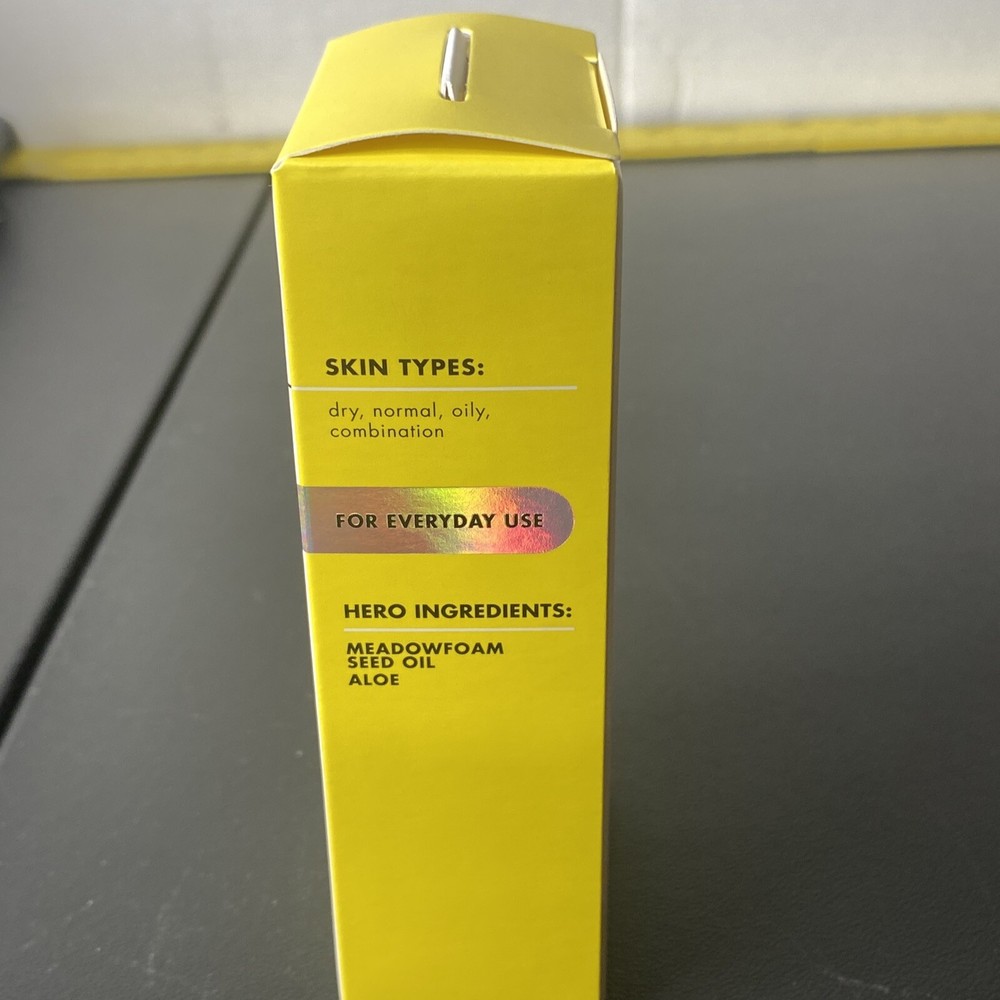 SKIN TYPES:
dry, normal, oily,
combination
FOR EVERYDAY USE
HERO INGREDIENTS:
MEADOWFOAM
SEED OIL
ALOE